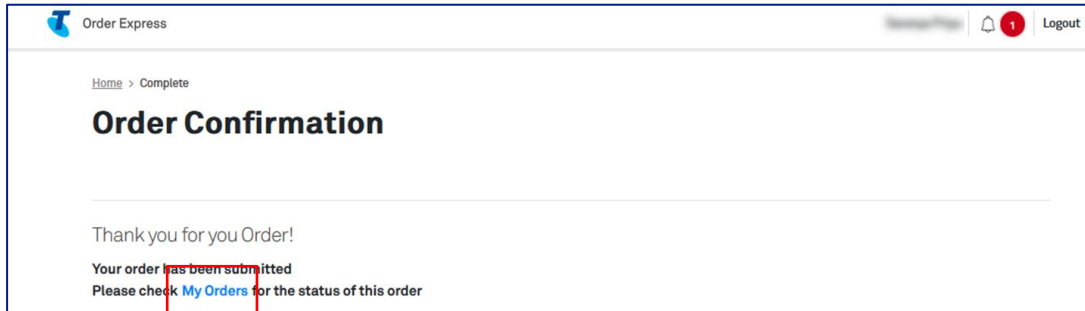 Order Express
1 Logout
Home > Complete
Order Confirmation
Thank you for you Order!
Your order has been submitted
Please check My Orders for the status of this order